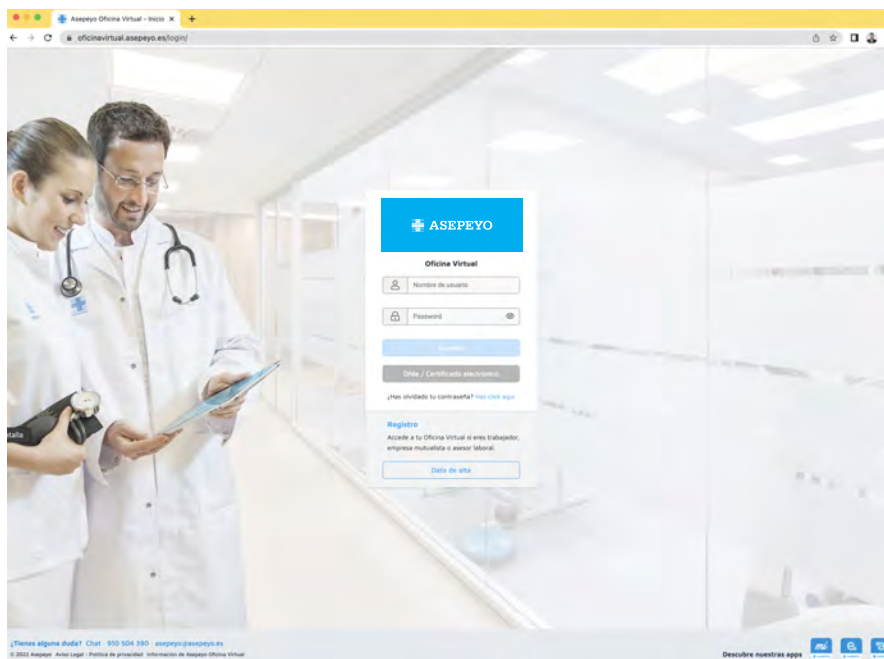 Asepeyo Oficina Virtual - Inicio
oficinavirtual.asepeyo.es/login/
ASEPEYO
Oficina Virtual
Nombre de usuario
Password
Acceder
DNIe / Certificado electrónico
¿Has olvidado tu contraseña? Haz click aquí
Registro
Accede a tu Oficina Virtual si eres trabajador,
empresa mutualista o asesor laboral.
Date de alta
talla
¿Tienes alguna duda? Chat 910 504 390 asepeyo@asepeyo.es
© 2022 Asepeyo Aviso Legal - Política de privacidad Información de Asepeyo Oficina Virtual
Descubre nuestras apps